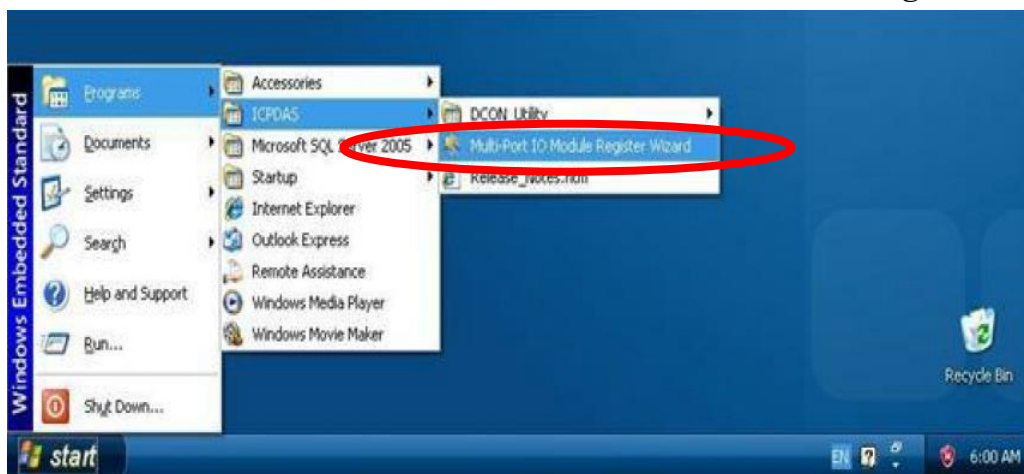 Windows Embedded Standard
Programs
Documents
Settings
Search
Help and Support
Run...
Shut Down...
Accessories
ICPDAS
Microsoft SQL Server 2005
Startup
Internet Explorer
Outlook Express
Remote Assistance
Windows Media Player
Windows Movie Maker
DCON_Utility
Multi-Port IO Module Register Wizard
Release_Notes.htm
Recycle Bin
start
EN
?
6:00 AM